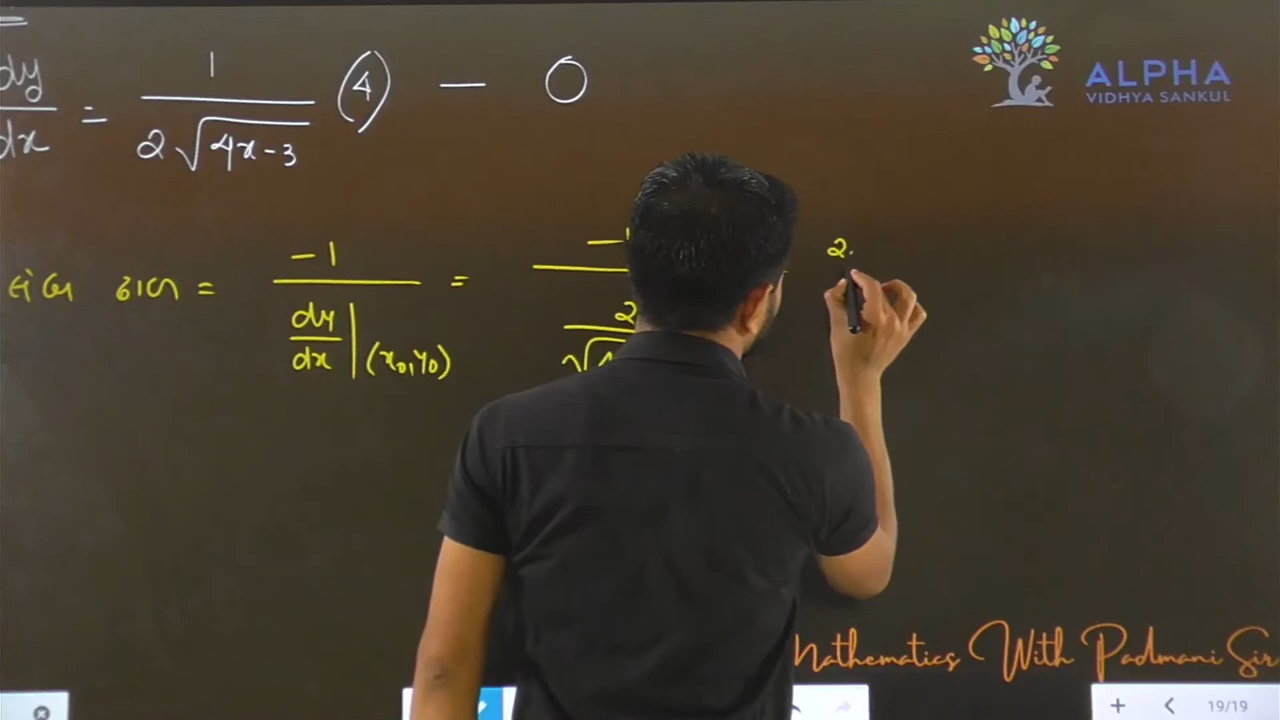 ALPHA
VIDHYA SANKUL
dy/dx = 1/(2√(4x-3)) (4) - 0
ઢાળ = -1/(dy/dx|(x₀,y₀)) =
2
2.
Mathematics With Padmani Sir
19/19